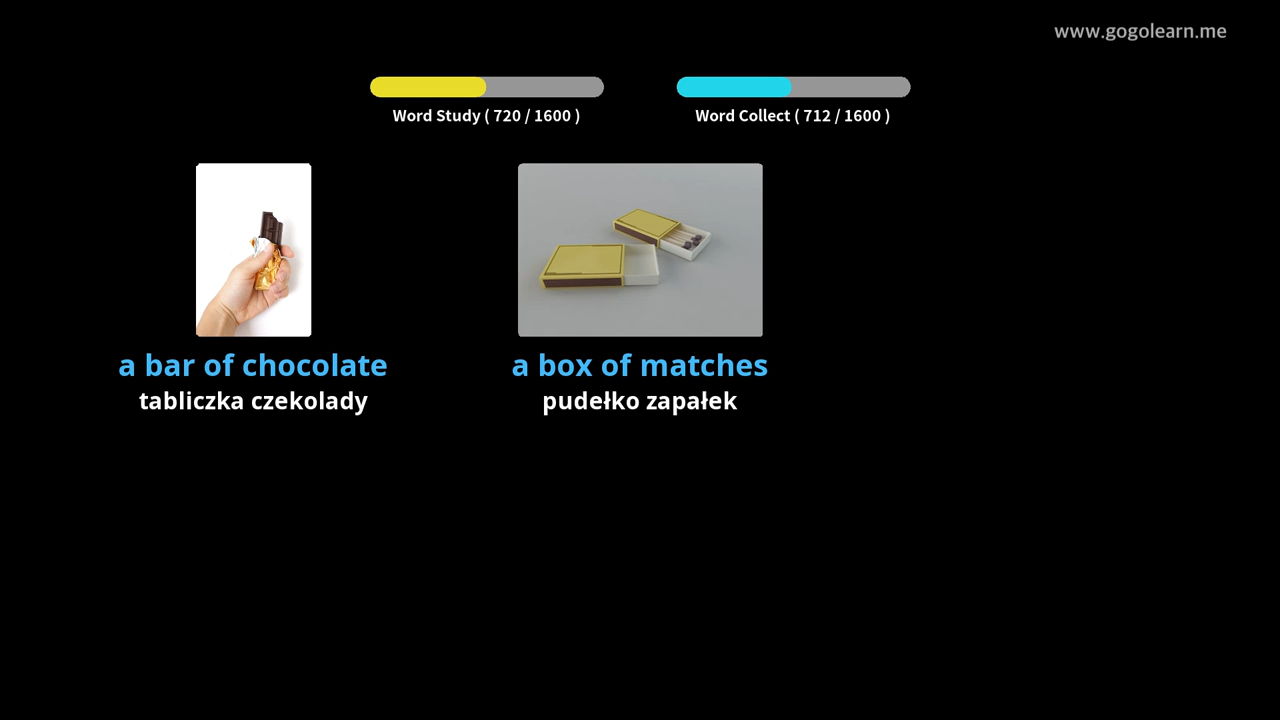 www.gogolearn.me
Word Study ( 720 / 1600 )
Word Collect ( 712 / 1600 )
a bar of chocolate
tabliczka czekolady
a box of matches
pudełko zapałek